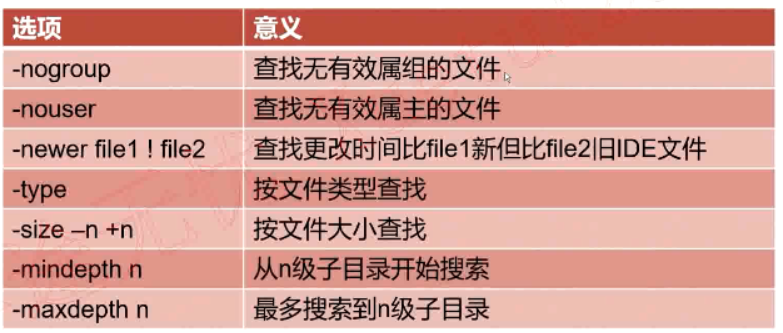 选项 意义
-nogroup 查找无有效属组的文件
-nouser 查找无有效属主的文件
-newer file1 ! file2 查找更改时间比file1新但比file2旧IDE文件
-type 按文件类型查找
-size –n +n 按文件大小查找
-mindepth n 从n级子目录开始搜索
-maxdepth n 最多搜索到n级子目录